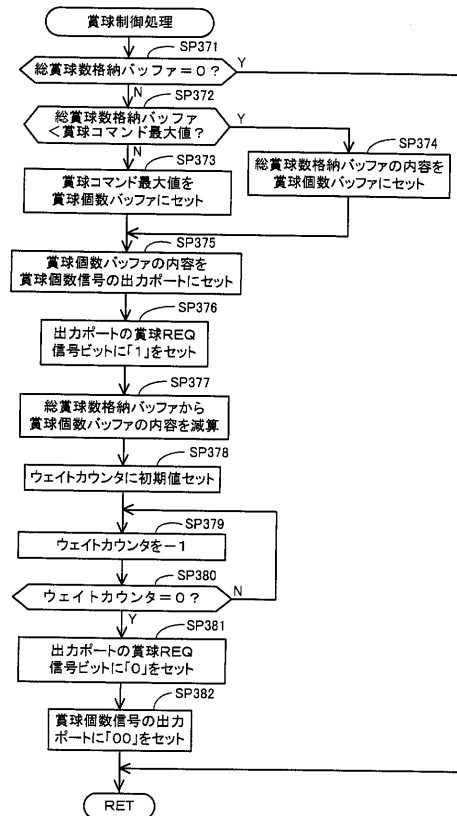 賞球制御処理
SP371
総賞球数格納バッファ=0?
Y
N
SP372
総賞球数格納バッファ
<賞球コマンド最大値?
Y
N
SP373
賞球コマンド最大値を
賞球個数バッファにセット
SP374
総賞球数格納バッファの内容を
賞球個数バッファにセット
SP375
賞球個数バッファの内容を
賞球個数信号の出力ポートにセット
SP376
出力ポートの賞球REQ
信号ビットに「1」をセット
SP377
総賞球数格納バッファから
賞球個数バッファの内容を減算
SP378
ウェイトカウンタに初期値セット
SP379
ウェイトカウンタを-1
SP380
ウェイトカウンタ=0?
N
Y
SP381
出力ポートの賞球REQ
信号ビットに「0」をセット
SP382
賞球個数信号の出力
ポートに「00」をセット
RET